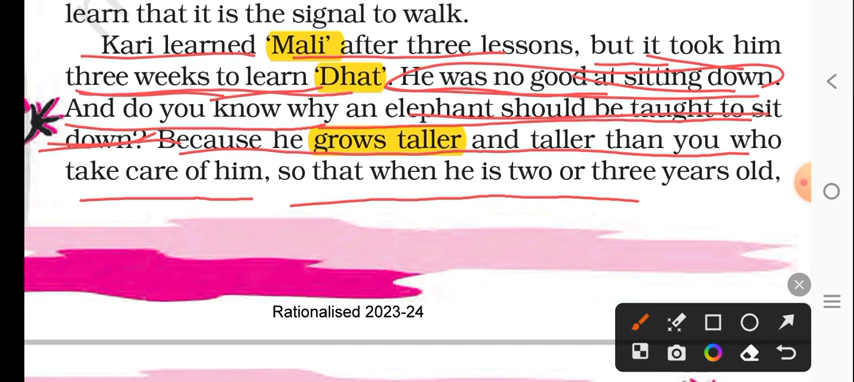 learn that it is the signal to walk.
Kari learned ‘Mali’ after three lessons, but it took him
three weeks to learn ‘Dhat’. He was no good at sitting down.
And do you know why an elephant should be taught to sit
down? Because he grows taller and taller than you who
take care of him, so that when he is two or three years old,
Rationalised 2023-24